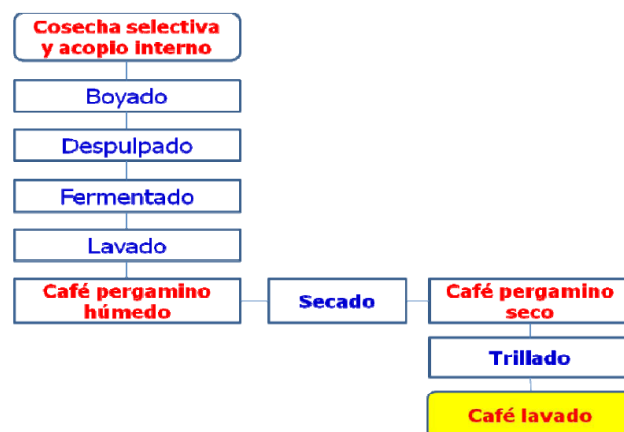 Cosecha selectiva
y acopio interno
Boyado
Despulpado
Fermentado
Lavado
Café pergamino
húmedo
Secado
Café pergamino
seco
Trillado
Café lavado